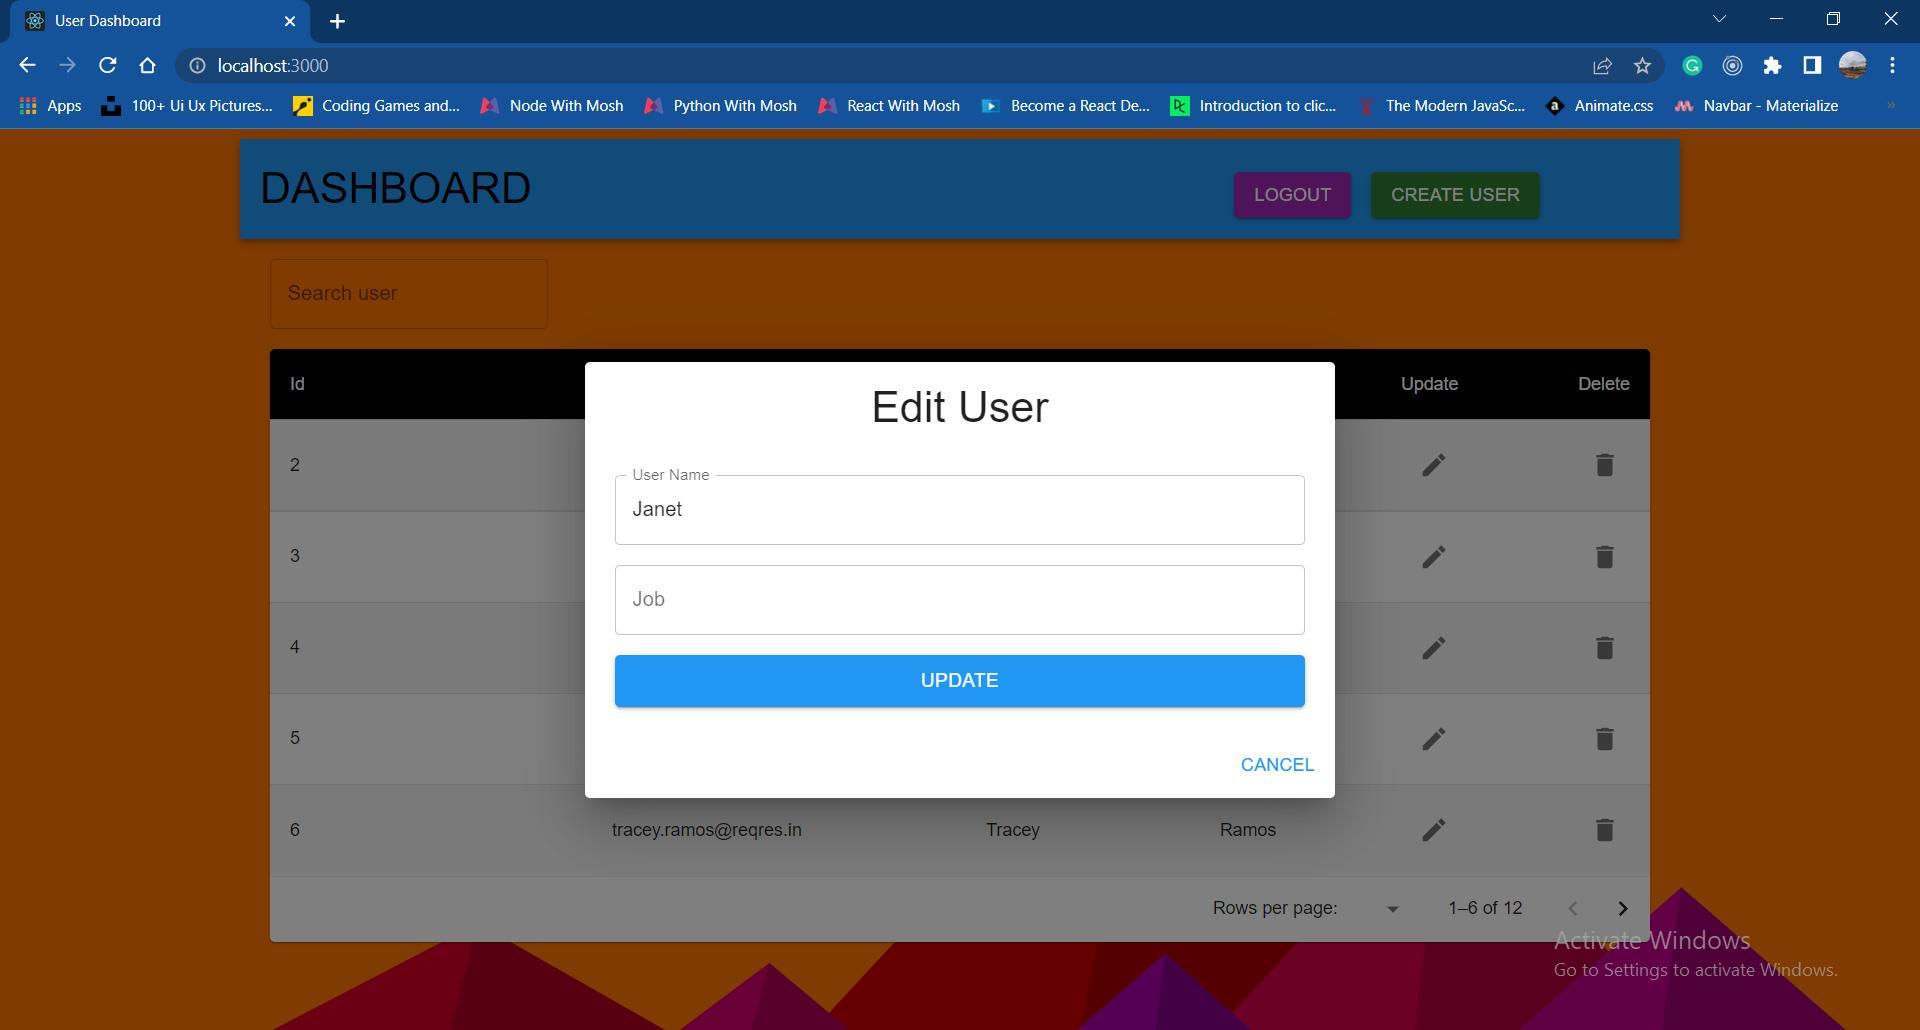 User Dashboard
localhost:3000
Apps 100+ Ui Ux Pictures... Coding Games and... Node With Mosh Python With Mosh React With Mosh Become a React De... Introduction to clic... The Modern JavaSc... Animate.css Navbar - Materialize »
DASHBOARD LOGOUT CREATE USER
Search user
Id Update Delete
Edit User
2
User Name
Janet
3
Job
4
UPDATE
5
CANCEL
6 tracey.ramos@reqres.in Tracey Ramos
Rows per page: 1–6 of 12
Activate Windows
Go to Settings to activate Windows.